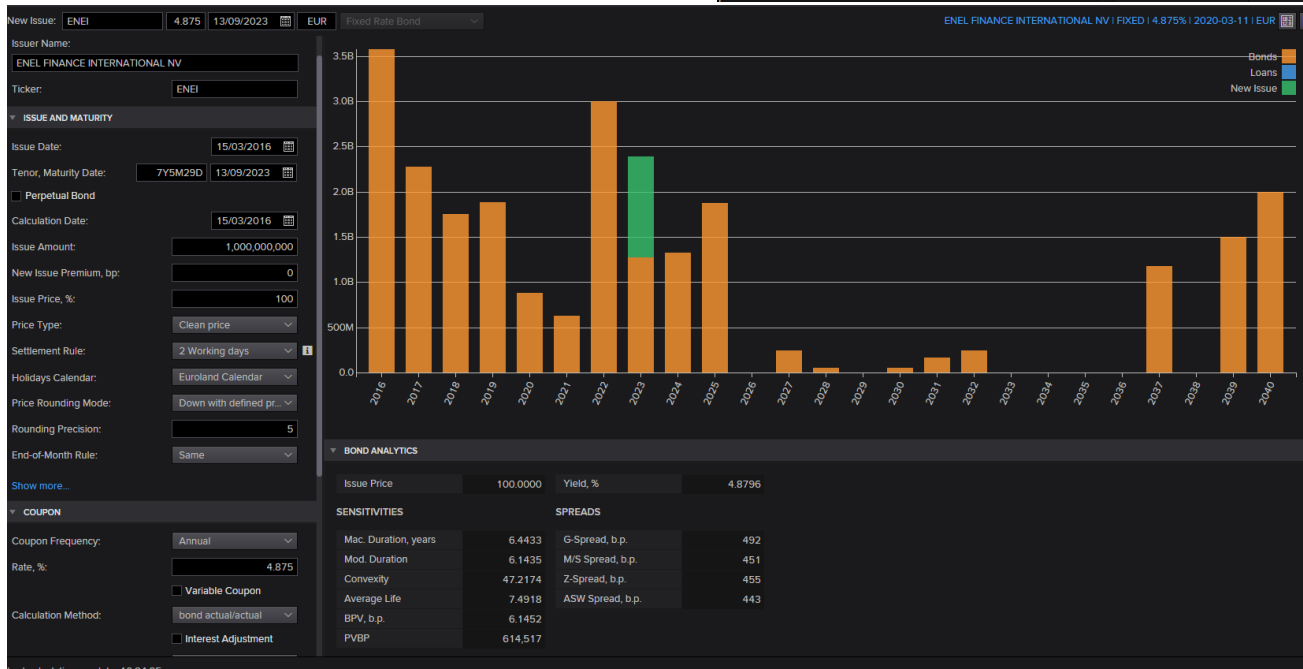 New Issue: ENEI 4.875 13/09/2023 EUR Fixed Rate Bond ENEL FINANCE INTERNATIONAL NV | FIXED | 4.875% | 2020-03-11 | EUR
Issuer Name:
ENEL FINANCE INTERNATIONAL NV
Ticker: ENEI
ISSUE AND MATURITY
Issue Date: 15/03/2016
Tenor, Maturity Date: 7Y5M29D 13/09/2023
Perpetual Bond
Calculation Date: 15/03/2016
Issue Amount: 1,000,000,000
New Issue Premium, bp: 0
Issue Price, %: 100
Price Type: Clean price
Settlement Rule: 2 Working days
Holidays Calendar: Euroland Calendar
Price Rounding Mode: Down with defined pr...
Rounding Precision: 5
End-of-Month Rule: Same
Show more...
COUPON
Coupon Frequency: Annual
Rate, %: 4.875
Variable Coupon
Calculation Method: bond actual/actual
Interest Adjustment
Bonds
Loans
New Issue
3.5B
3.0B
2.5B
2.0B
1.5B
1.0B
500M
0.0
2016 2017 2018 2019 2020 2021 2022 2023 2024 2025 2026 2027 2028 2029 2030 2031 2032 2033 2034 2035 2036 2037 2038 2039 2040
BOND ANALYTICS
Issue Price 100.0000 Yield, % 4.8796
SENSITIVITIES SPREADS
Mac. Duration, years 6.4433 G-Spread, b.p. 492
Mod. Duration 6.1435 M/S Spread, b.p. 451
Convexity 47.2174 Z-Spread, b.p. 455
Average Life 7.4918 ASW Spread, b.p. 443
BPV, b.p. 6.1452
PVBP 614,517